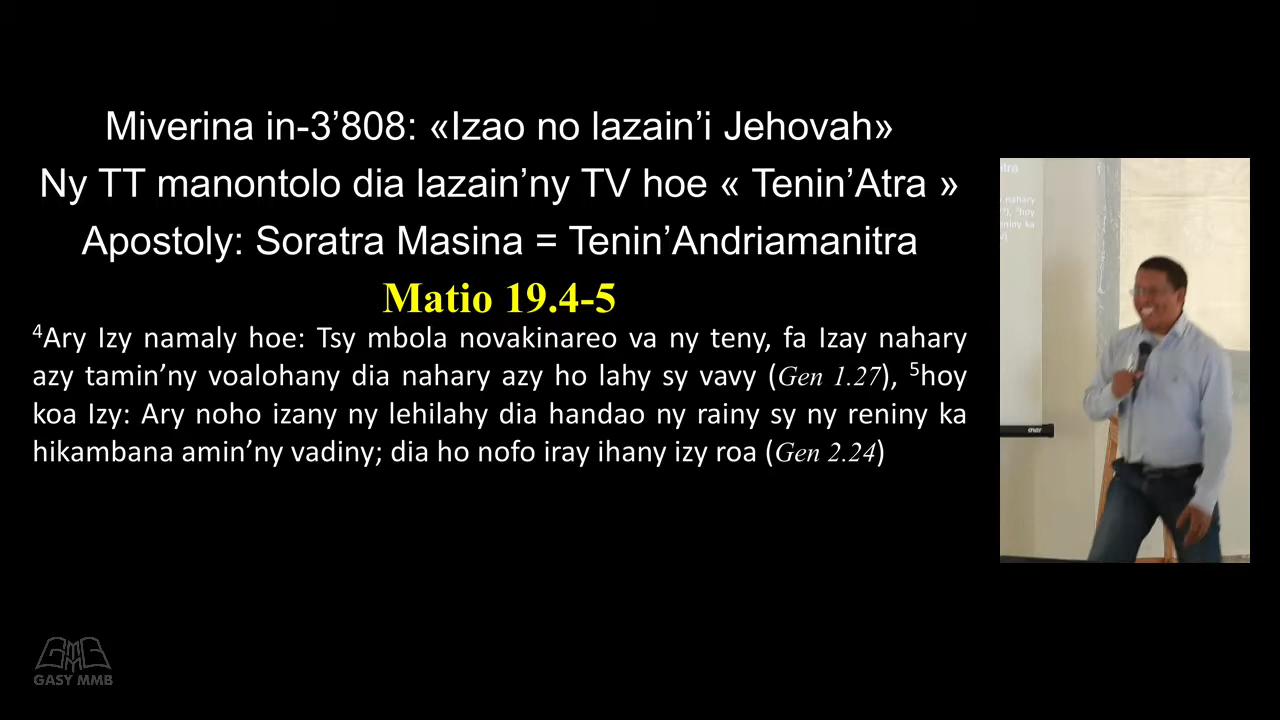 Miverina in-3’808: «Izao no lazain’i Jehovah»
Ny TT manontolo dia lazain’ny TV hoe « Tenin’Atra »
Apostoly: Soratra Masina = Tenin’Andriamanitra
Matio 19.4-5
⁴Ary Izy namaly hoe: Tsy mbola novakinareo va ny teny, fa Izay nahary
azy tamin’ny voalohany dia nahary azy ho lahy sy vavy (Gen 1.27), ⁵hoy
koa Izy: Ary noho izany ny lehilahy dia handao ny rainy sy ny reniny ka
hikambana amin’ny vadiny; dia ho nofo iray ihany izy roa (Gen 2.24)
nahary
hoy
niny ka
GASY MMB